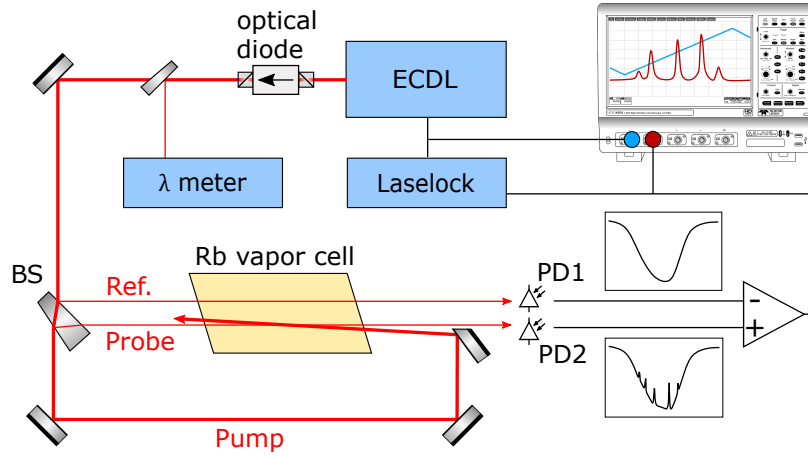 optical
diode
ECDL
λ meter
Laselock
BS
Rb vapor cell
Ref.
Probe
PD1
PD2
-
+
Pump